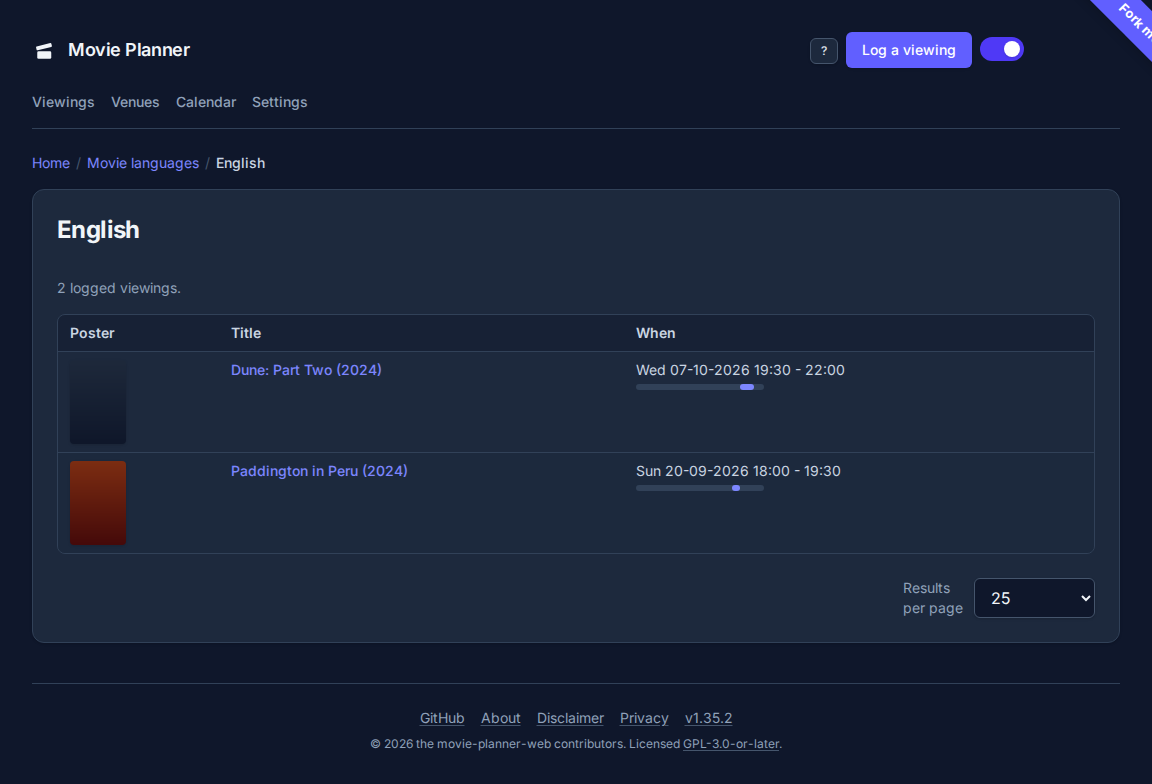 Fork m
Movie Planner
?
Log a viewing
Viewings Venues Calendar Settings
Home / Movie languages / English
English
2 logged viewings.
Poster Title When
Dune: Part Two (2024) Wed 07-10-2026 19:30 - 22:00
Paddington in Peru (2024) Sun 20-09-2026 18:00 - 19:30
Results
per page
25
GitHub About Disclaimer Privacy v1.35.2
© 2026 the movie-planner-web contributors. Licensed GPL-3.0-or-later.